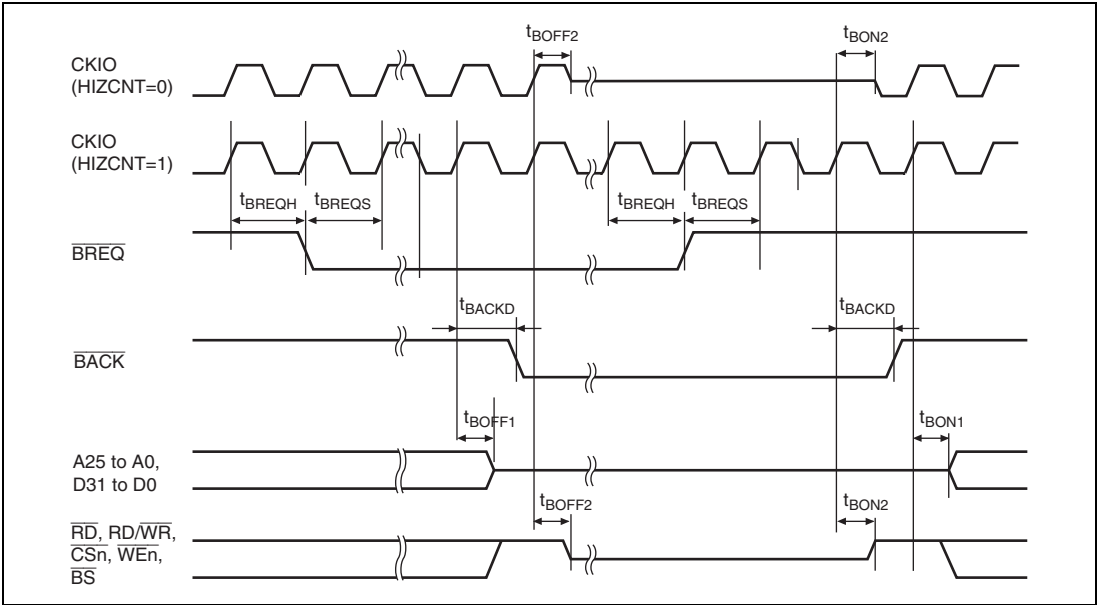 tBOFF2 tBON2
CKIO
(HIZCNT=0)
CKIO
(HIZCNT=1)
tBREQH tBREQS tBREQH tBREQS
BREQ
tBACKD tBACKD
BACK
tBOFF1 tBON1
A25 to A0,
D31 to D0
tBOFF2 tBON2
RD, RD/WR,
CSn, WEn,
BS